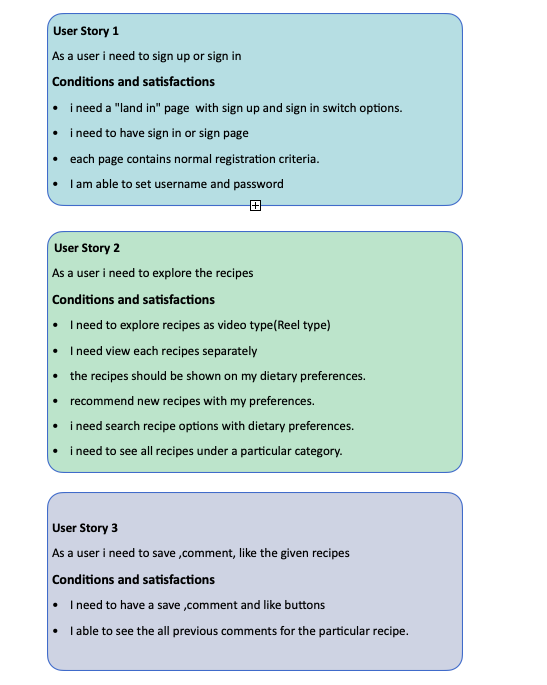 User Story 1
As a user i need to sign up or sign in
Conditions and satisfactions
• i need a "land in" page  with sign up and sign in switch options.
• i need to have sign in or sign page
• each page contains normal registration criteria.
• I am able to set username and password
User Story 2
As a user i need to explore the recipes
Conditions and satisfactions
• I need to explore recipes as video type(Reel type)
• I need view each recipes separately
• the recipes should be shown on my dietary preferences.
• recommend new recipes with my preferences.
• i need search recipe options with dietary preferences.
• i need to see all recipes under a particular category.
User Story 3
As a user i need to save ,comment, like the given recipes
Conditions and satisfactions
• I need to have a save ,comment and like buttons
• I able to see the all previous comments for the particular recipe.